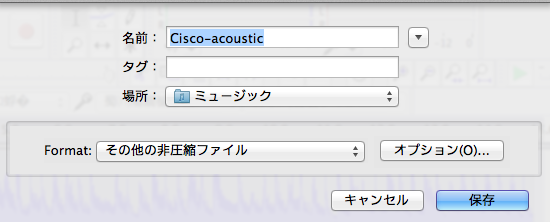 名前： Cisco-acoustic
タグ：
場所： ミュージック
Format: その他の非圧縮ファイル オプション(O)...
キャンセル 保存